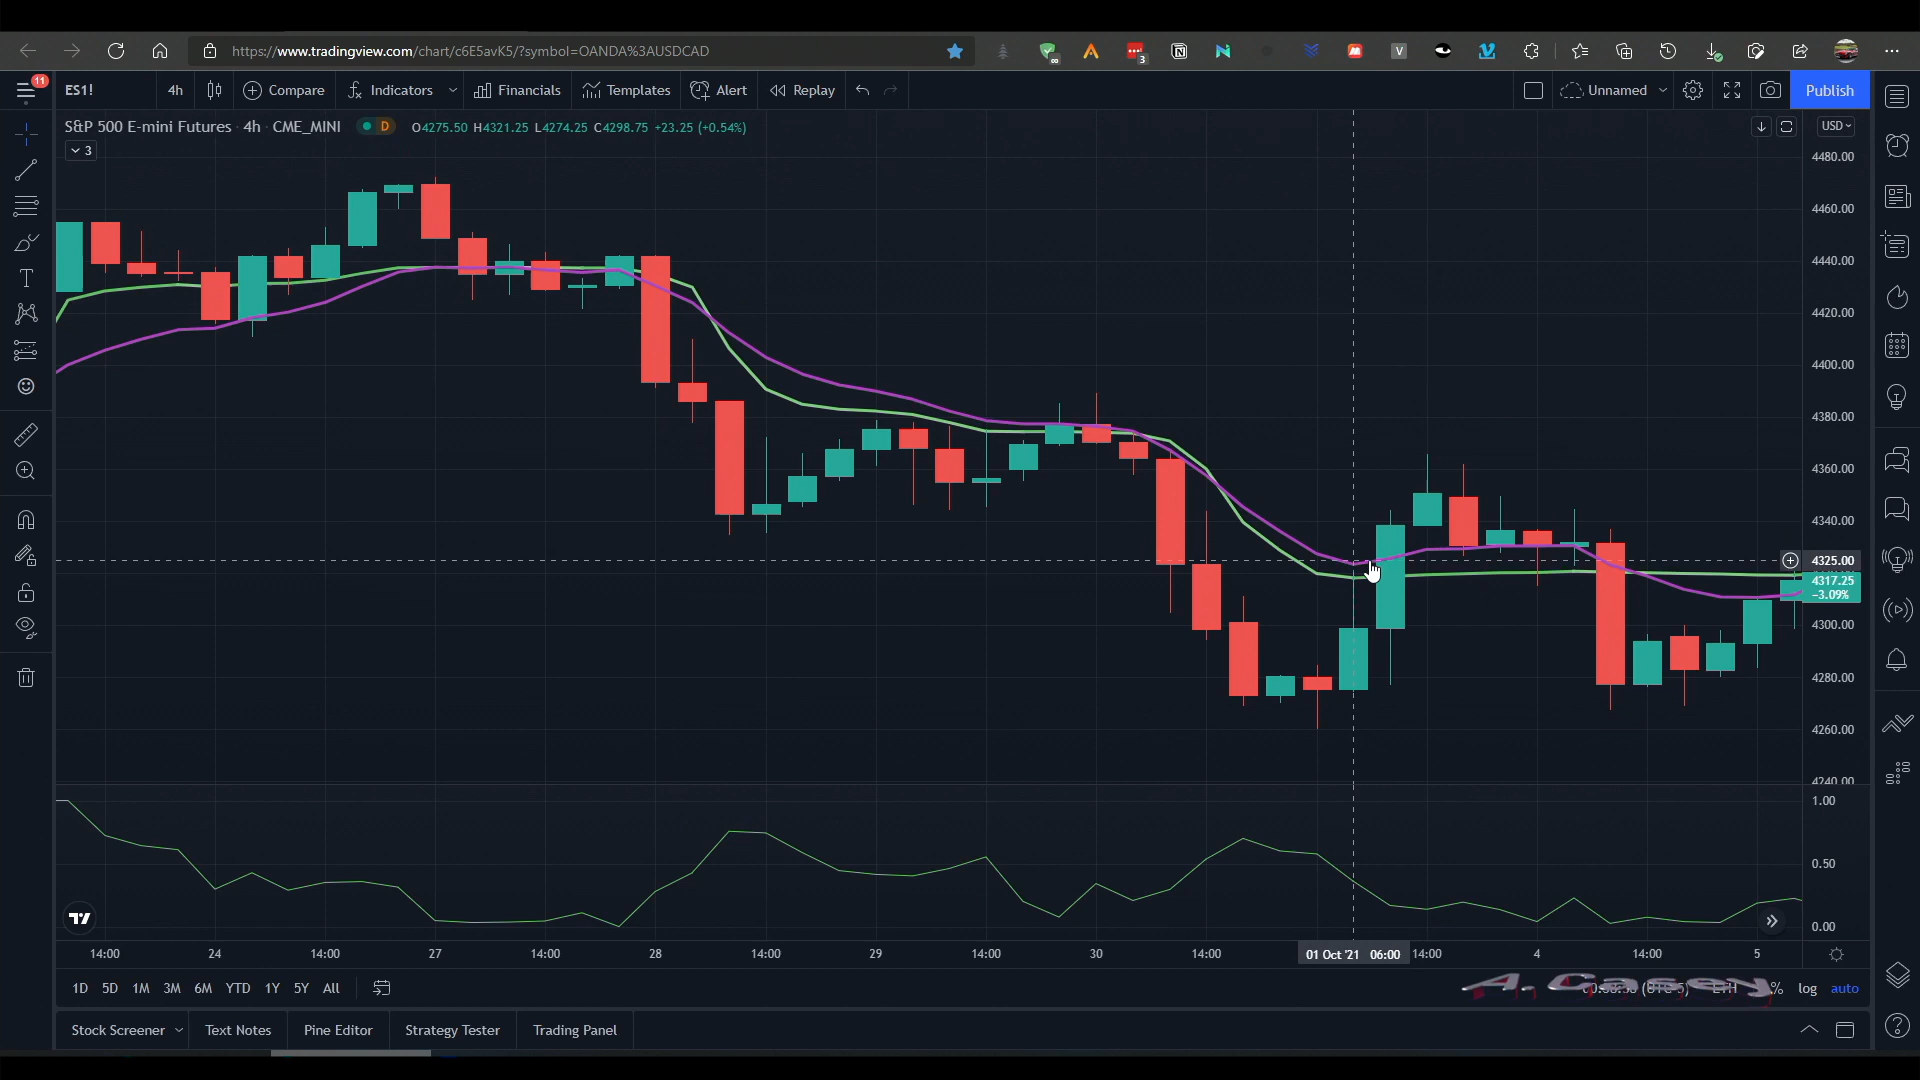 https://www.tradingview.com/chart/c6E5avK5/?symbol=OANDA%3AUSDCAD
∞
3
11
ES1!
4h
Compare
Indicators
Financials
Templates
Alert
Replay
Unnamed
Publish
S&P 500 E-mini Futures · 4h · CME_MINI
D
O4275.50 H4321.25 L4274.25 C4298.75 +23.25 (+0.54%)
USD
3
4480.00
4460.00
4440.00
4420.00
4400.00
4380.00
4360.00
4340.00
4325.00
4317.25
−3.09%
4300.00
4280.00
4260.00
4240.00
1.00
0.50
0.00
14:00
24
14:00
27
14:00
28
14:00
29
14:00
30
14:00
01 Oct '21 06:00
14:00
4
14:00
5
1D
5D
1M
3M
6M
YTD
1Y
5Y
All
A. Casey
%
log
auto
Stock Screener
Text Notes
Pine Editor
Strategy Tester
Trading Panel